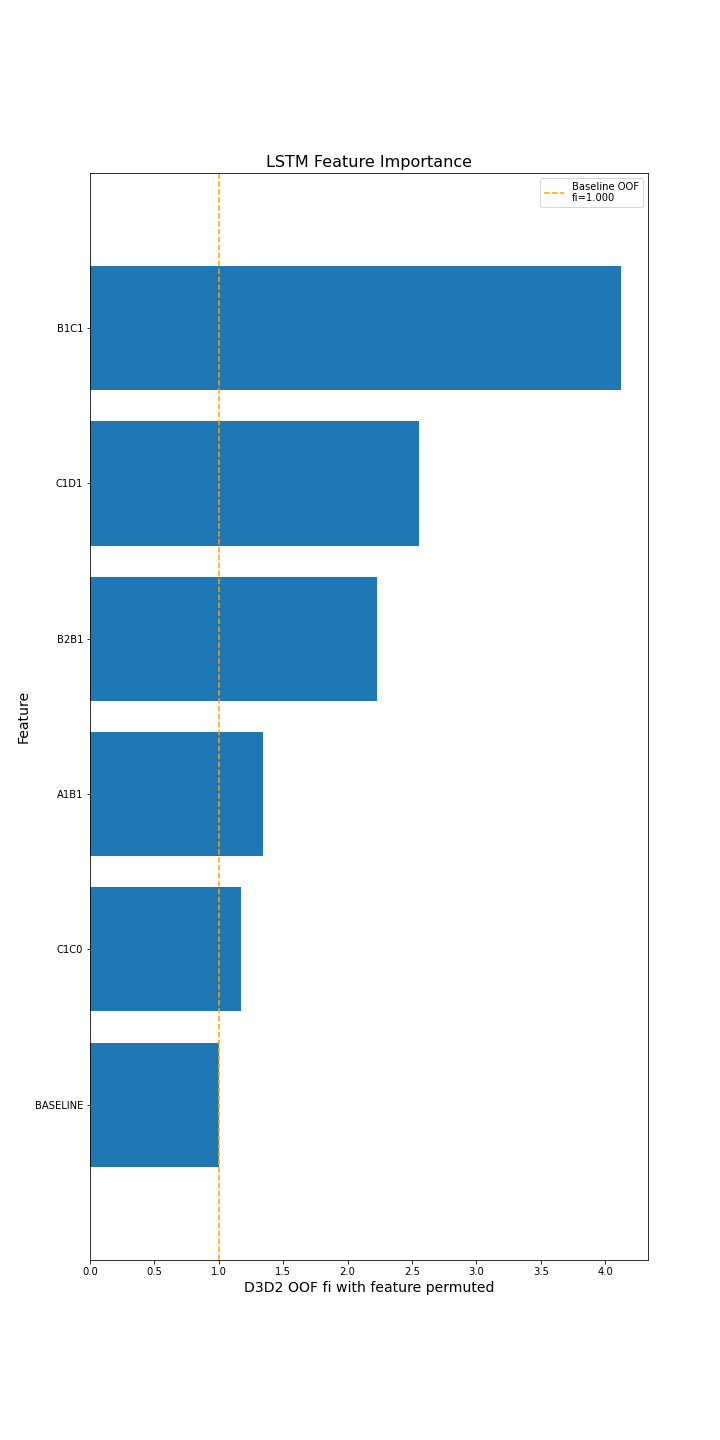 LSTM Feature Importance
Baseline OOF
fi=1.000
B1C1
C1D1
B2B1
A1B1
C1C0
BASELINE
Feature
0.0 0.5 1.0 1.5 2.0 2.5 3.0 3.5 4.0
D3D2 OOF fi with feature permuted